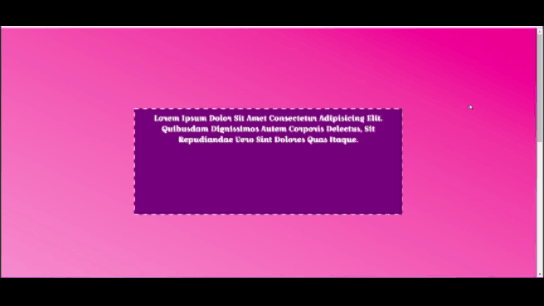 Lorem Ipsum Dolor Sit Amet Consectetur Adipisicing Elit.
Quibusdam Dignissimos Autem Corporis Delectus, Sit
Repudiandae Vero Sint Dolores Quas Itaque.